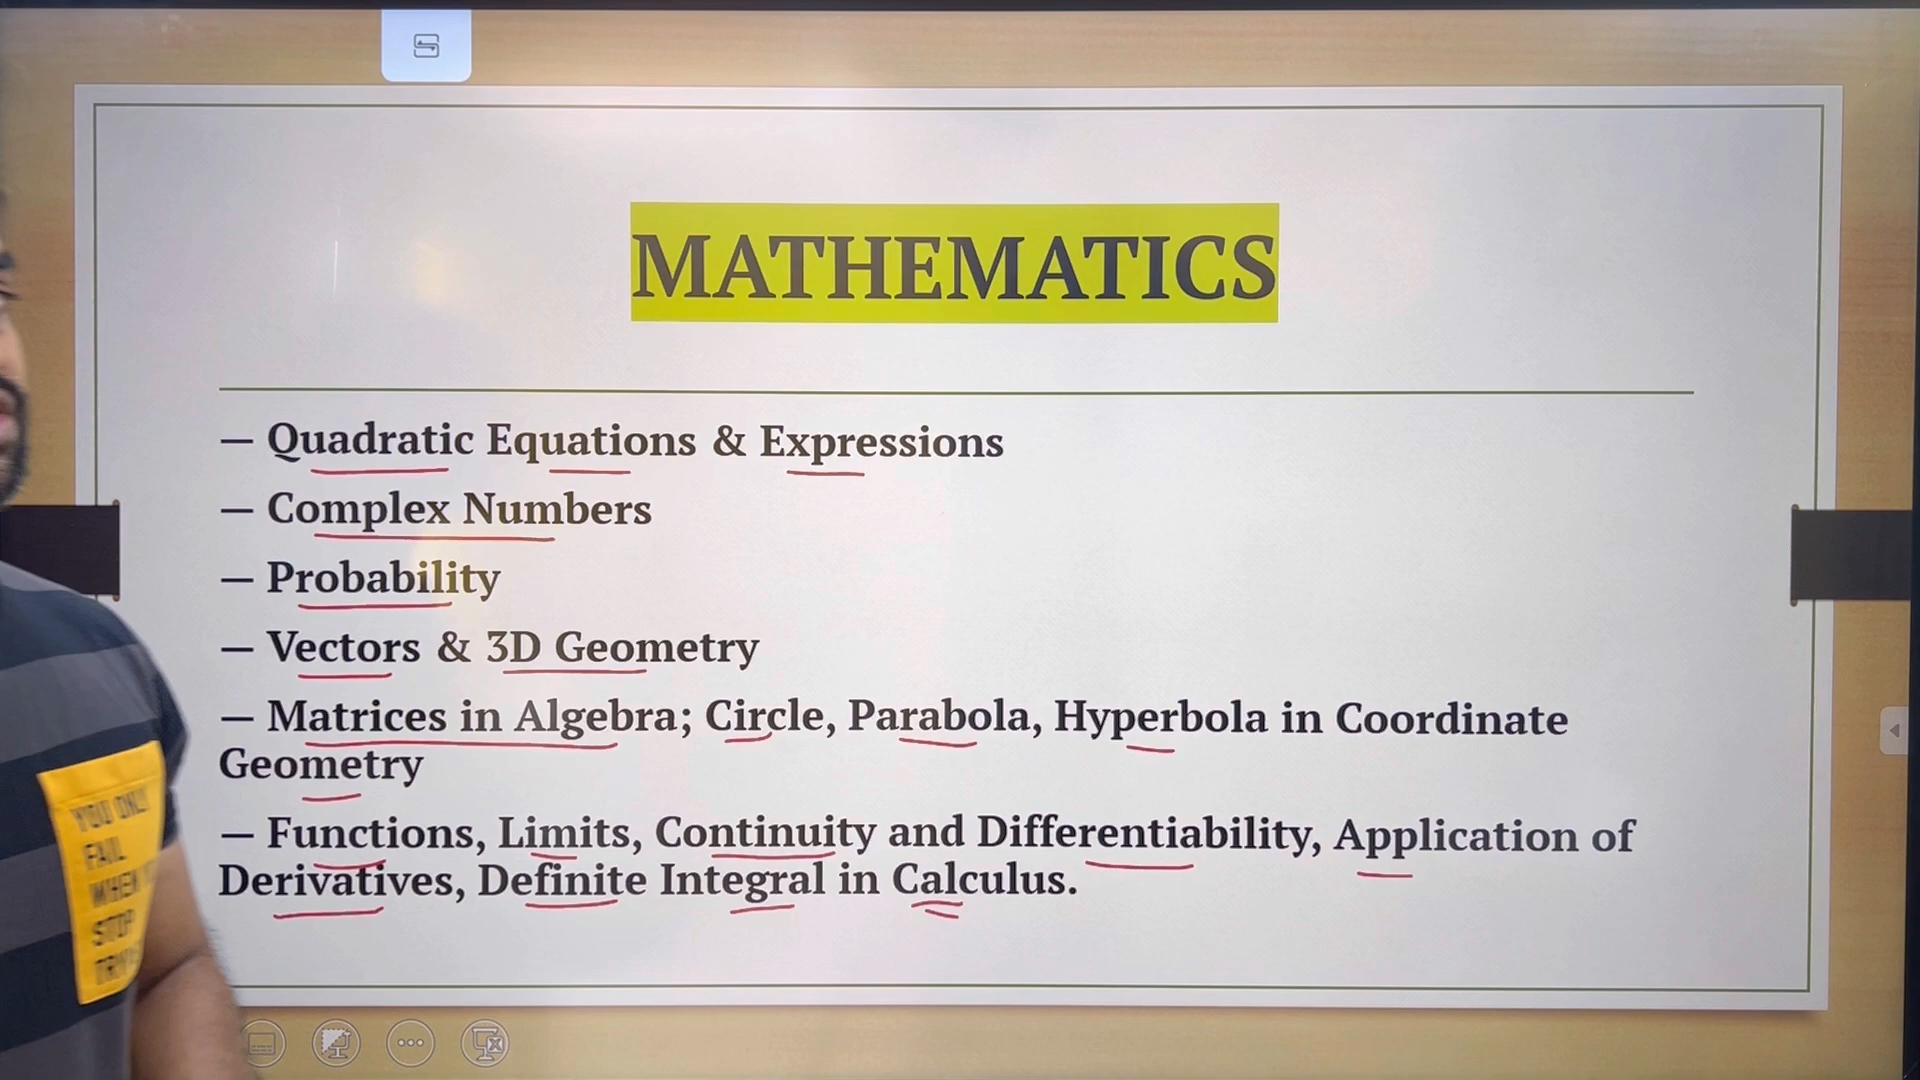 MATHEMATICS
— Quadratic Equations & Expressions
— Complex Numbers
— Probability
— Vectors & 3D Geometry
— Matrices in Algebra; Circle, Parabola, Hyperbola in Coordinate
Geometry
— Functions, Limits, Continuity and Differentiability, Application of
Derivatives, Definite Integral in Calculus.
YOU ONLY
FAIL
WHEN
STOP